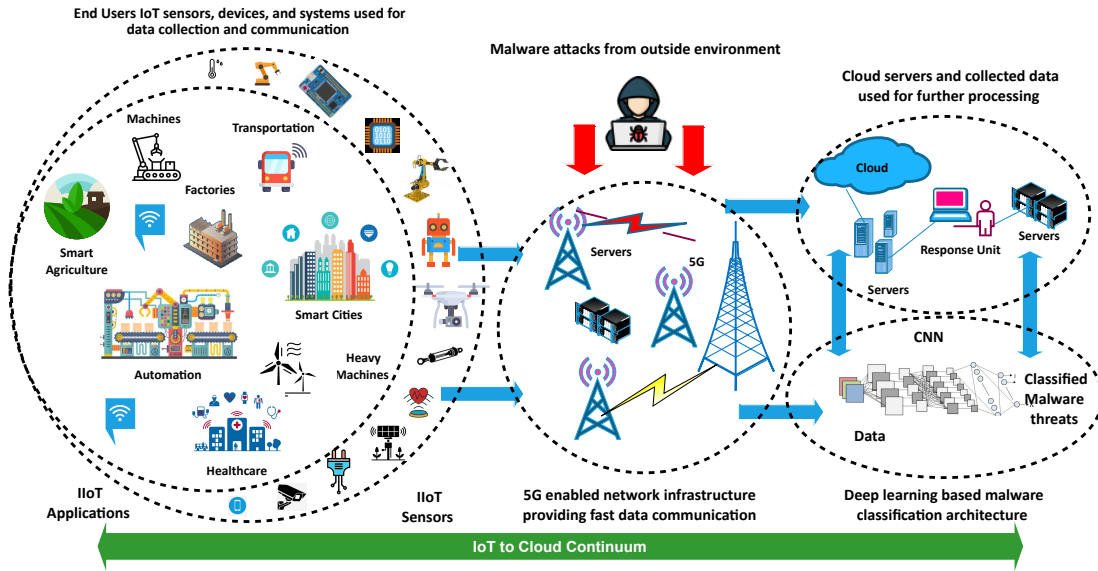 End Users IoT sensors, devices, and systems used for
data collection and communication
Malware attacks from outside environment
Cloud servers and collected data
used for further processing
Machines
Transportation
0101
1010
0110
Factories
Smart
Agriculture
Smart Cities
Automation
Heavy
Machines
Healthcare
IIoT
Applications
IIoT
Sensors
Servers
5G
Cloud
Response Unit
Servers
Servers
CNN
Data
Classified
Malware
threats
5G enabled network infrastructure
providing fast data communication
Deep learning based malware
classification architecture
IoT to Cloud Continuum